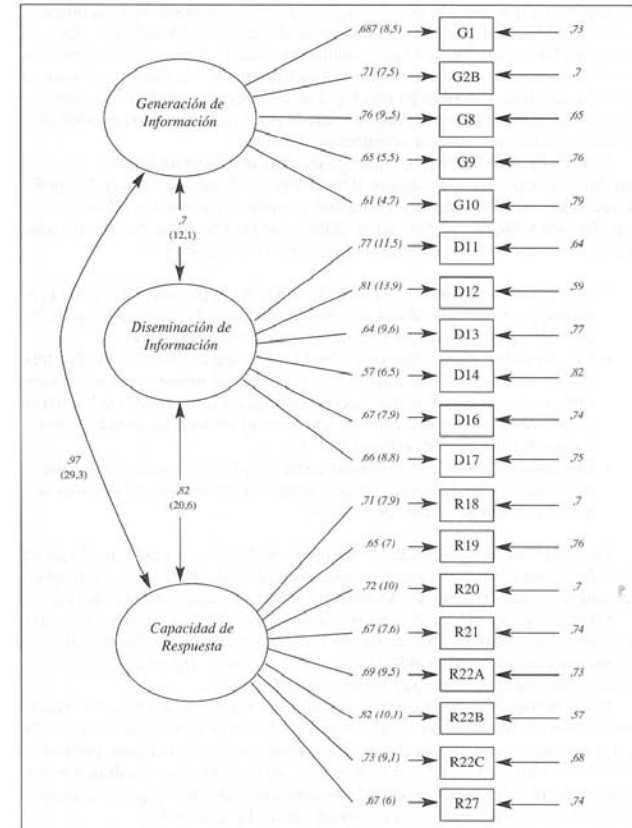 ,687 (8,5) G1 ,73
,71 (7,5) G2B ,7
Generación de
Información
,76 (9,,5) G8 ,65
,65 (5,5) G9 ,76
,61 (4,7) G10 ,79
,7
(12,1)
,77 (11,5) D11 ,64
,81 (13,9) D12 ,59
Diseminación de
Información
,64 (9,6) D13 ,77
,57 (6,5) D14 ,82
,67 (7,9) D16 ,74
,66 (8,8) D17 ,75
,97
(29,3)
,82
(20,6)
,71 (7,9) R18 ,7
,65 (7) R19 ,76
,72 (10) R20 ,7
Capacidad de
Respuesta
,67 (7,6) R21 ,74
,69 (9,5) R22A ,73
,82 (10,1) R22B ,57
,73 (9,1) R22C ,68
,67 (6) R27 ,74